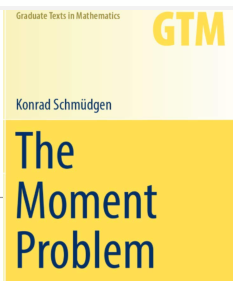 Graduate Texts in Mathematics
GTM
Konrad Schmüdgen
The
Moment
Problem